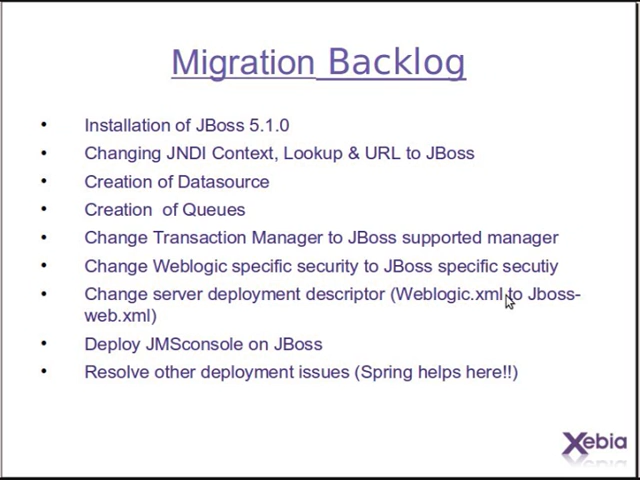 Migration Backlog
• Installation of JBoss 5.1.0
• Changing JNDI Context, Lookup & URL to JBoss
• Creation of Datasource
• Creation of Queues
• Change Transaction Manager to JBoss supported manager
• Change Weblogic specific security to JBoss specific secutiy
• Change server deployment descriptor (Weblogic.xml to Jboss-
web.xml)
• Deploy JMSconsole on JBoss
• Resolve other deployment issues (Spring helps here!!)
Xebia